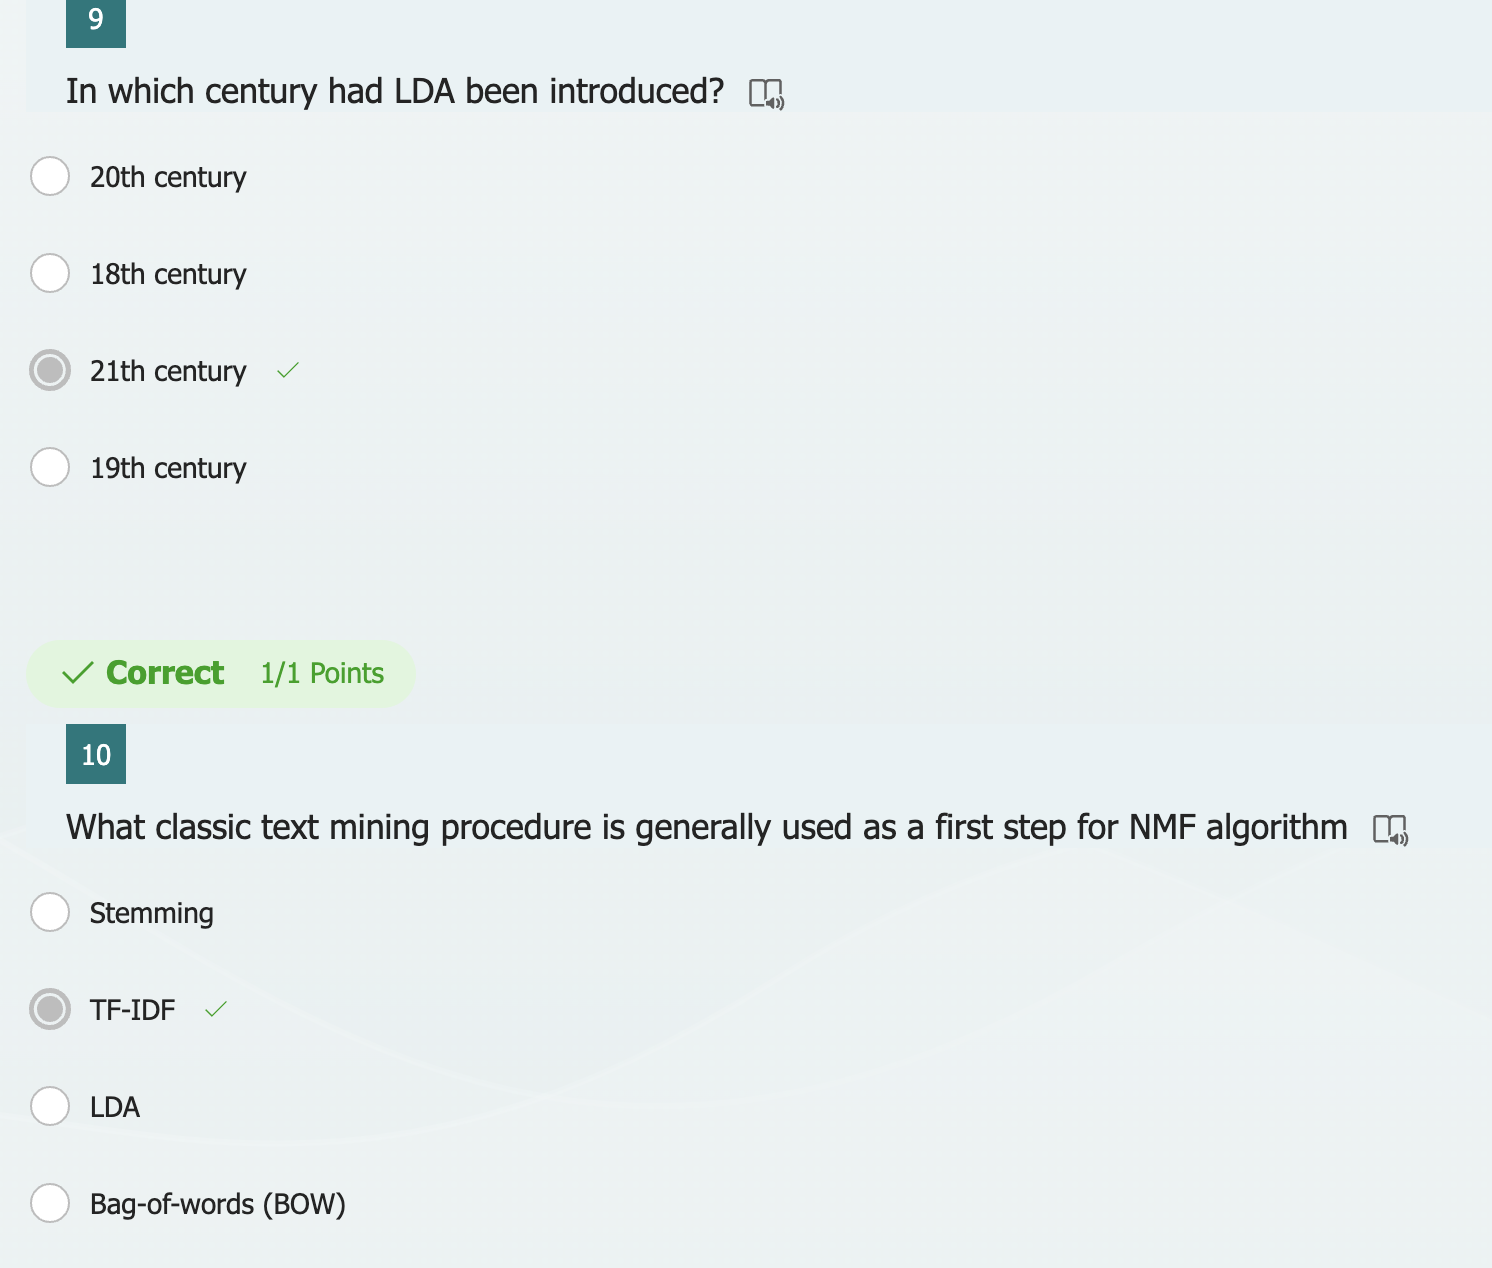 9
In which century had LDA been introduced?
20th century
18th century
21th century
19th century
Correct 1/1 Points
10
What classic text mining procedure is generally used as a first step for NMF algorithm
Stemming
TF-IDF
LDA
Bag-of-words (BOW)